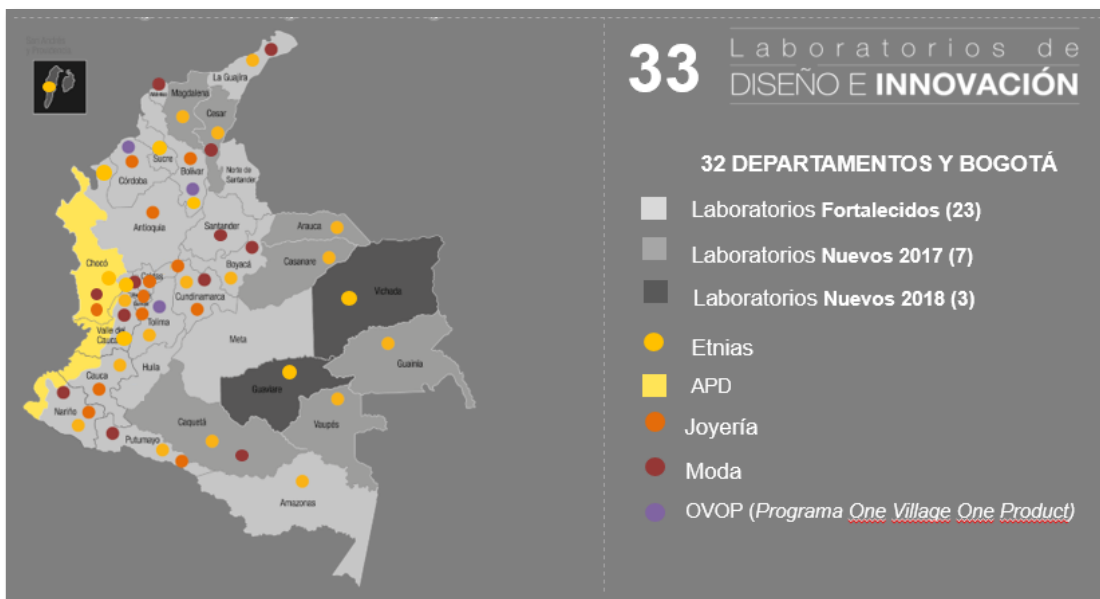 La Guajira
Magdalena
Cesar
Sucre
Bolívar
Córdoba
Norte de
Santander
Antioquia
Santander
Arauca
Boyacá
Casanare
Chocó
Caldas
Cundinamarca
Vichada
Tolima
Valle del
Cauca
Meta
Guainía
Huila
Cauca
Guaviare
Nariño
Caquetá
Vaupés
Putumayo
Amazonas
33
Laboratorios de
DISEÑO E INNOVACIÓN
32 DEPARTAMENTOS Y BOGOTÁ
Laboratorios Fortalecidos (23)
Laboratorios Nuevos 2017 (7)
Laboratorios Nuevos 2018 (3)
Etnias
APD
Joyería
Moda
OVOP (Programa One Village One Product)